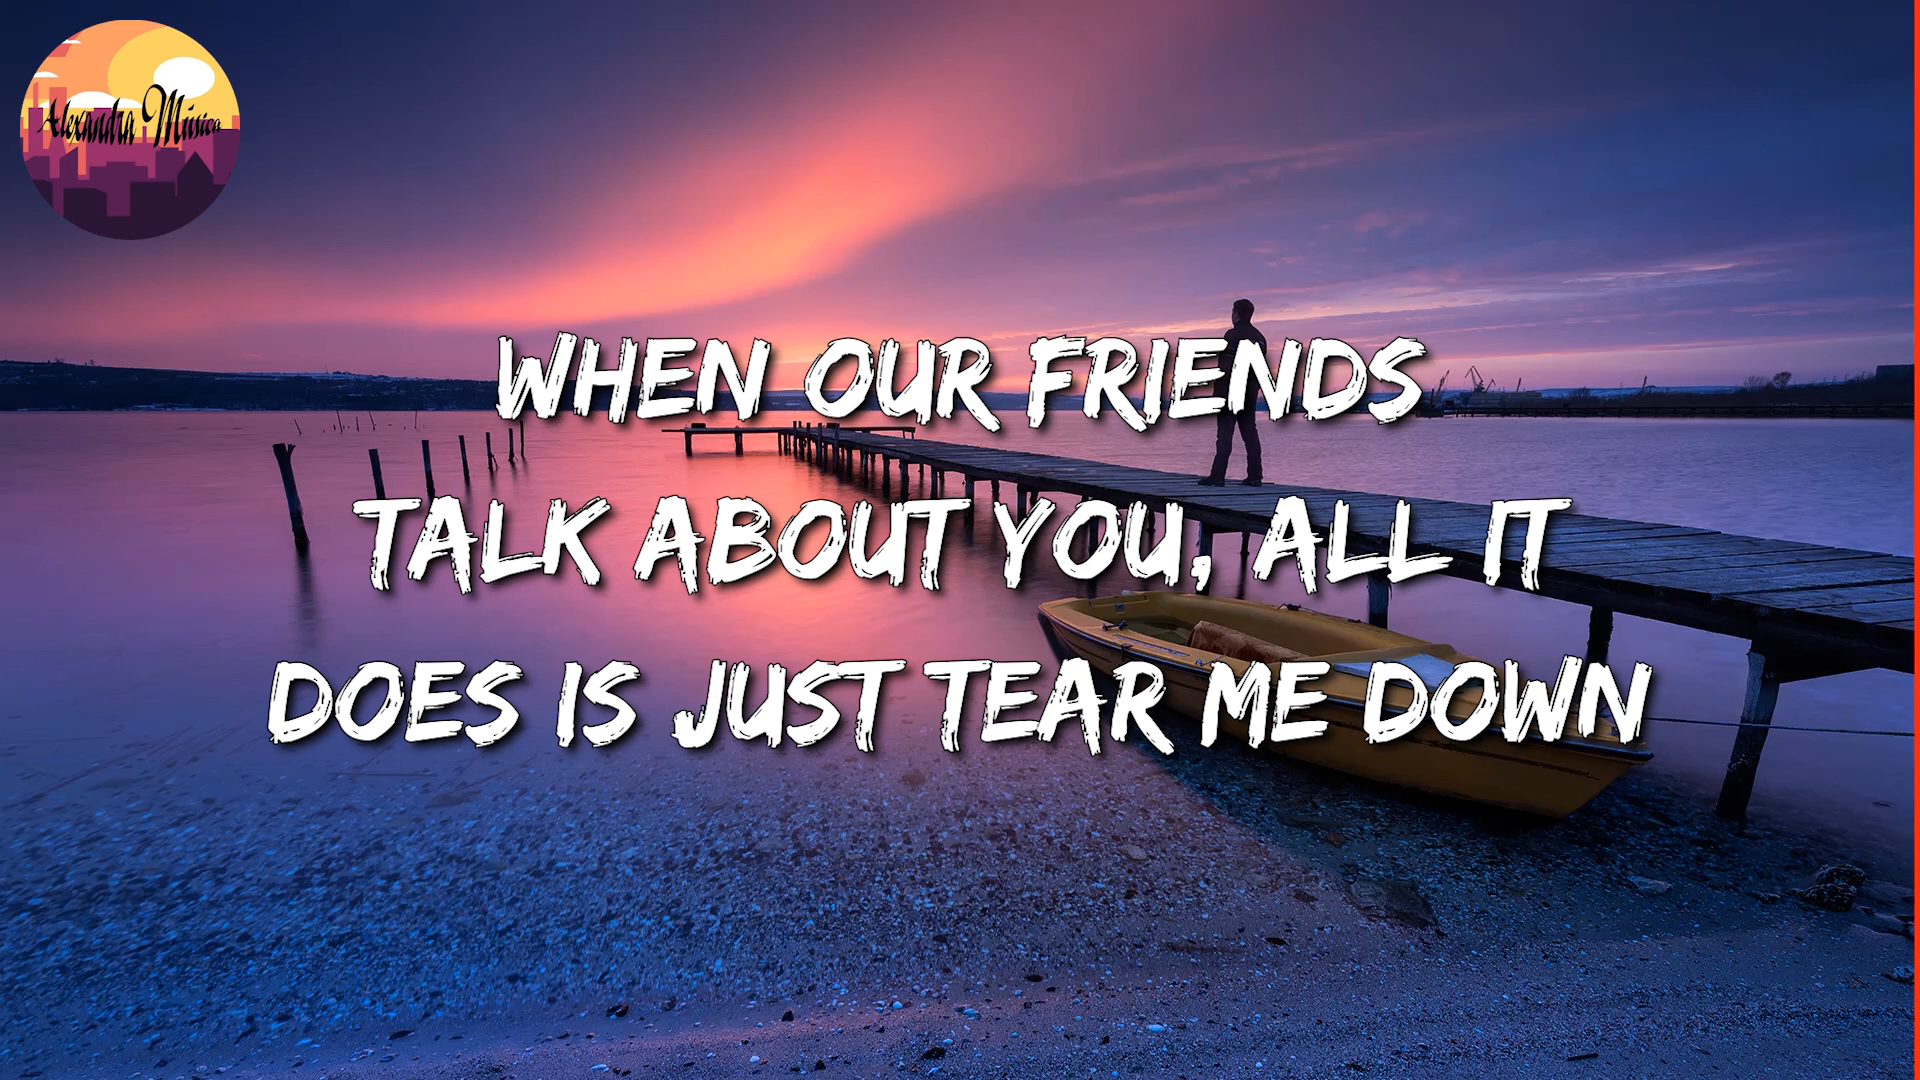 Alexandra Música
WHEN OUR FRIENDS
TALK ABOUT YOU, ALL IT
DOES IS JUST TEAR ME DOWN